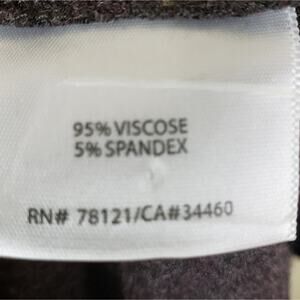 95% VISCOSE
5% SPANDEX
RN# 78121/CA#34460